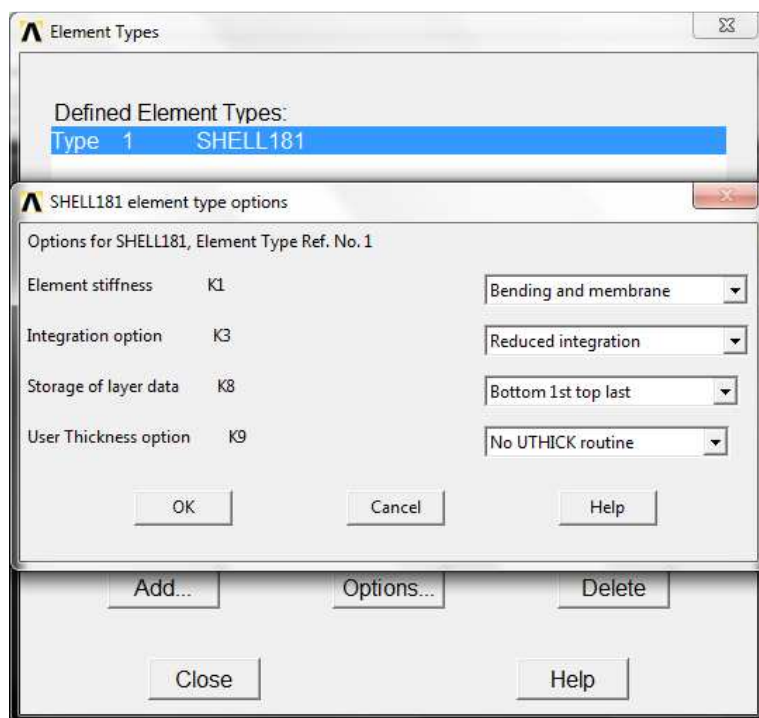 Element Types
Defined Element Types:
Type 1 SHELL181
SHELL181 element type options
Options for SHELL181, Element Type Ref. No. 1
Element stiffness K1 Bending and membrane
Integration option K3 Reduced integration
Storage of layer data K8 Bottom 1st top last
User Thickness option K9 No UTHICK routine
OK Cancel Help
Add... Options... Delete
Close Help